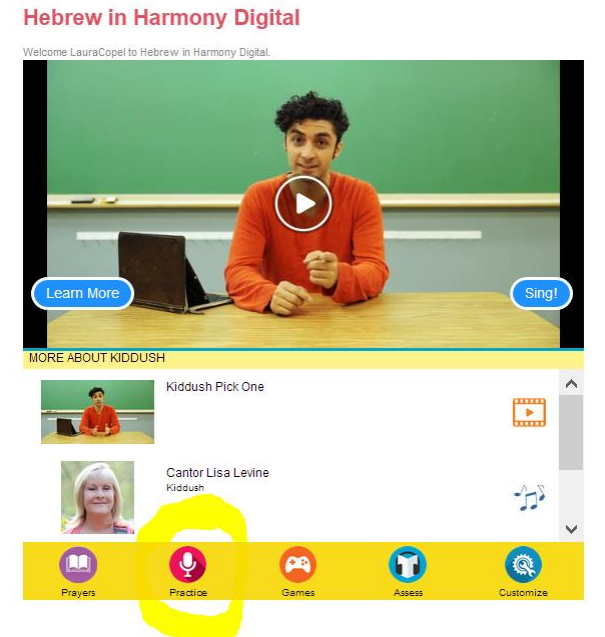 Hebrew in Harmony Digital
Welcome LauraCopel to Hebrew in Harmony Digital.
Learn More
Sing!
MORE ABOUT KIDDUSH
Kiddush Pick One
Cantor Lisa Levine
Kiddush
Prayers
Practice
Games
Assess
Customize